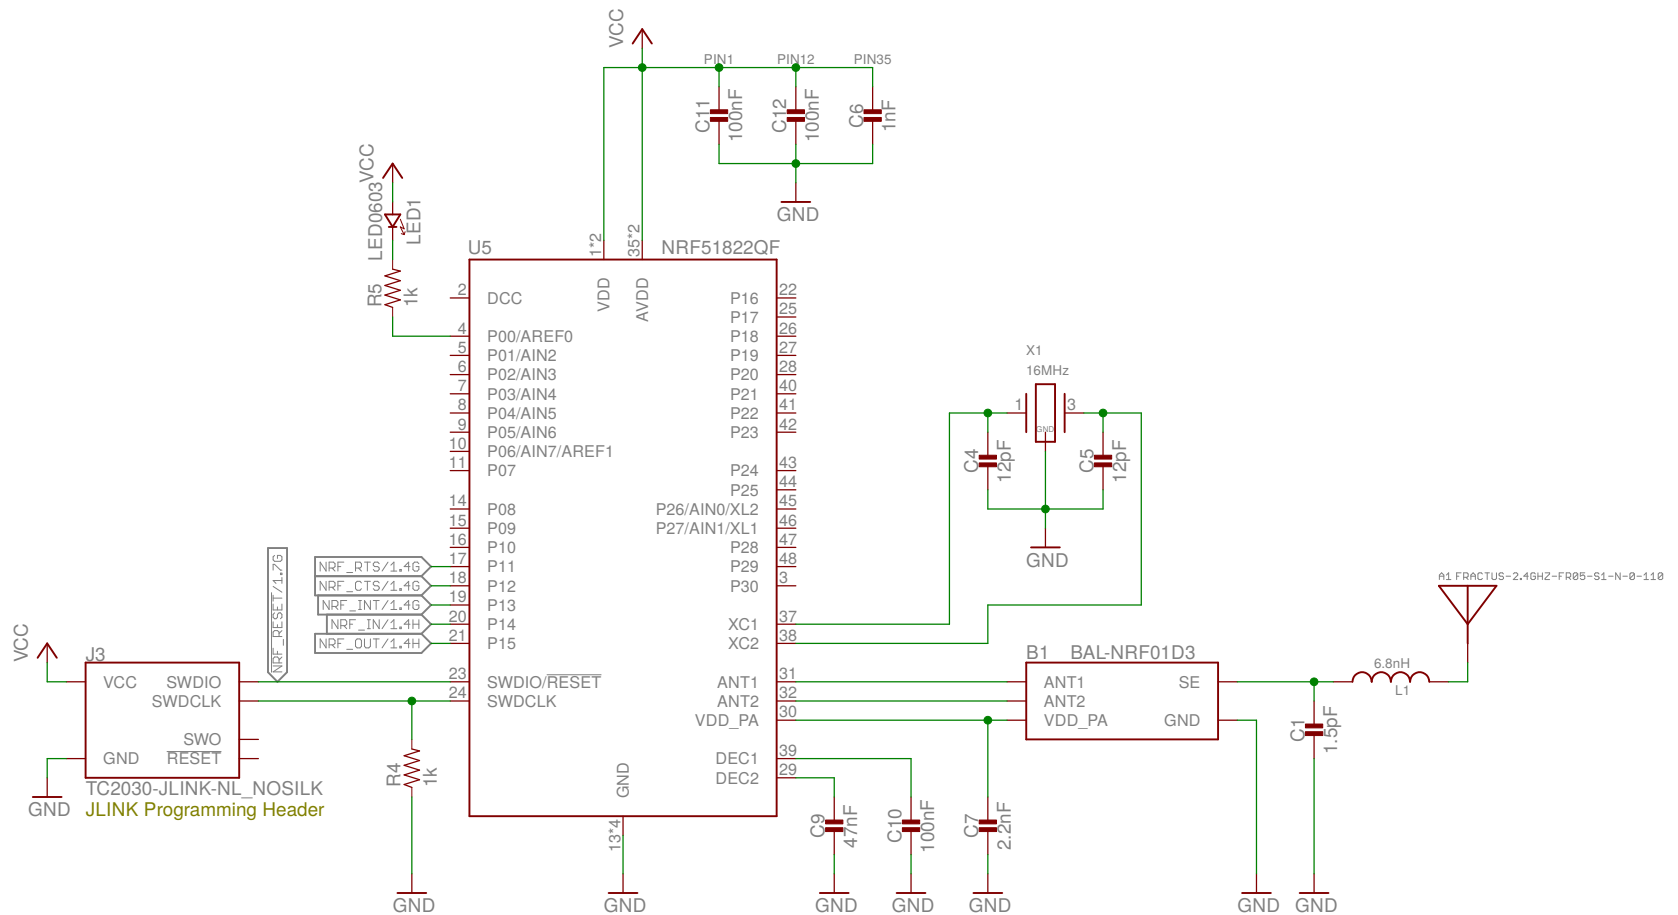 VCC
PIN1
PIN12
PIN35
C11
100nF
C12
100nF
C6
1nF
GND
VCC
LED0603
LED1
R5
1k
U5
NRF51822QF
1*2
35*2
VDD
AVDD
2 DCC
4 P00/AREF0
5 P01/AIN2
6 P02/AIN3
7 P03/AIN4
8 P04/AIN5
9 P05/AIN6
10 P06/AIN7/AREF1
11 P07
14 P08
15 P09
16 P10
NRF_RTS/1.4G 17 P11
NRF_CTS/1.4G 18 P12
NRF_INT/1.4G 19 P13
NRF_IN/1.4H 20 P14
NRF_OUT/1.4H 21 P15
23 SWDIO/RESET
24 SWDCLK
NRF_RESET/1.7G
P16 22
P17 25
P18 26
P19 27
P20 28
P21 40
P22 41
P23 42
P24 43
P25 44
P26/AIN0/XL2 45
P27/AIN1/XL1 46
P28 47
P29 48
P30 3
XC1 37
XC2 38
ANT1 31
ANT2 32
VDD_PA 30
DEC1 39
DEC2 29
GND
13*4
GND
X1
16MHz
1
3
GND
C4
12pF
C5
12pF
GND
A1 FRACTUS-2.4GHZ-FR05-S1-N-0-110
B1 BAL-NRF01D3
ANT1
ANT2
VDD_PA
SE
GND
6.8nH
L1
C1
1.5pF
VCC
J3
VCC
GND
SWDIO
SWDCLK
SWO
RESET
TC2030-JLINK-NL_NOSILK
JLINK Programming Header
GND
R4
1k
GND
C9
47nF
GND
C10
100nF
GND
C7
2.2nF
GND
GND
GND